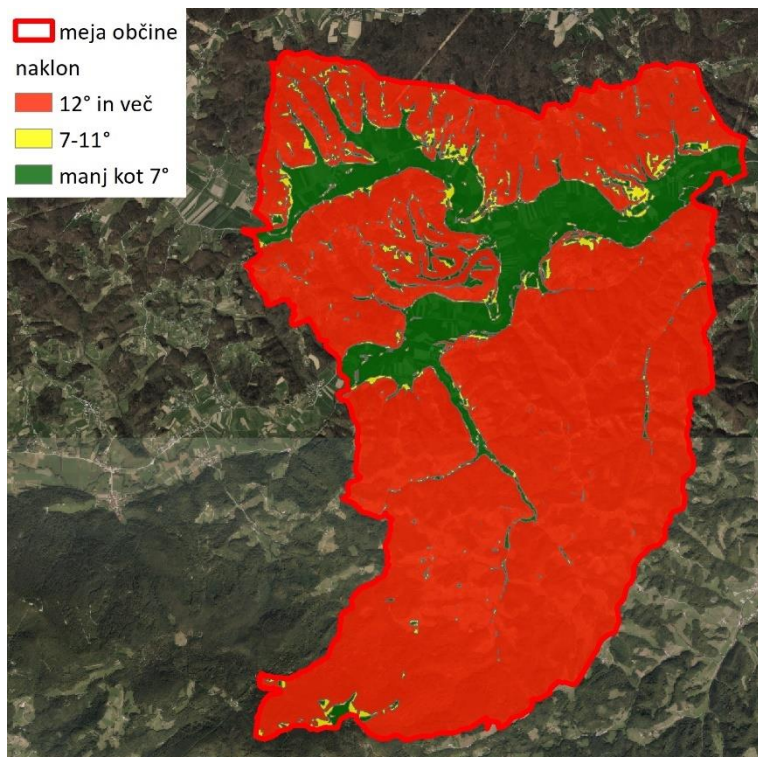 meja občine
naklon
12° in več
7-11°
manj kot 7°